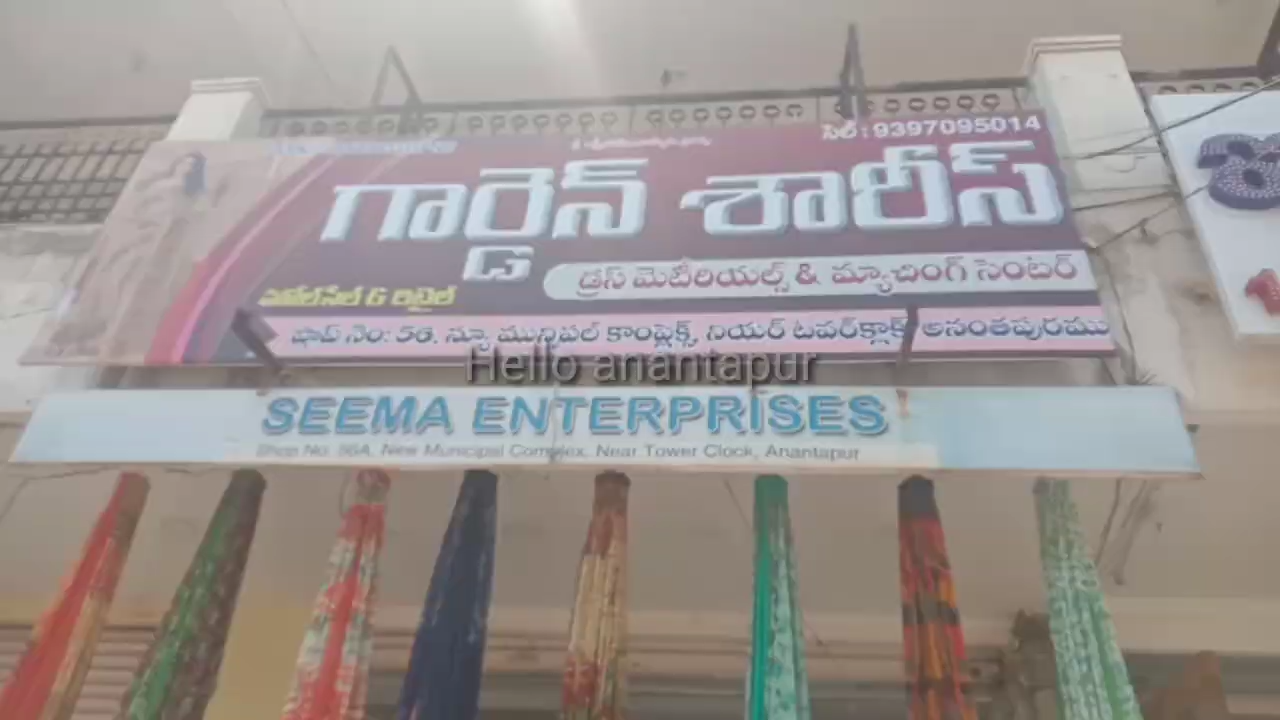 సెల్ : 9397095014
గార్డెన్ శారీస్
డ్రస్ మెటీరియల్స్ & మ్యాచింగ్ సెంటర్
హోల్‌సేల్ & రిటైల్
షాప్ నెం: 56, న్యూ మున్సిపల్ కాంప్లెక్స్, నియర్ టవర్‌క్లాక్, అనంతపురము
Hello anantapur
SEEMA ENTERPRISES
Shop No. 56A, New Municipal Complex, Near Tower Clock, Anantapur